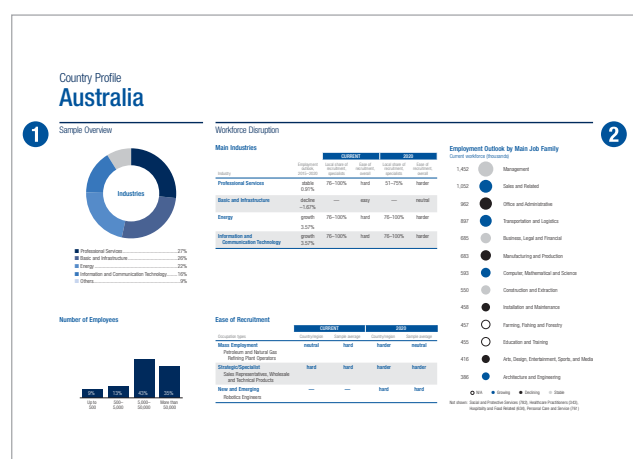 Country Profile
Australia
1
2
Sample Overview
Industries
Professional Services 27%
Basic and Infrastructure 26%
Energy 22%
Information and Communication Technology 16%
Others 9%
Number of Employees
9% 13% 43% 35%
Up to 500
500–5,000
5,000–50,000
More than 50,000
Workforce Disruption
Main Industries
CURRENT 2020
Industry
Employment outlook,
Local share of recruitment, specialists
Ease of recruitment, overall
Local share of recruitment, specialists
Ease of recruitment, overall
Professional Services stable 0.97% 76–100% hard 51–75% harder
Basic and Infrastructure decline –1.67% — easy — neutral
Energy growth 3.57% 76–100% hard 76–100% harder
Information and Communication Technology growth 3.57% 76–100% hard 76–100% harder
Ease of Recruitment
CURRENT 2020
Occupation types Country/region Sample average Country/region Sample average
Mass Employment neutral hard harder neutral
Petroleum and Natural Gas
Refining Plant Operators
Strategic/Specialist hard hard harder harder
Sales Representatives, Wholesale
and Technical Products
New and Emerging — — hard hard
Robotics Engineers
Employment Outlook by Main Job Family
Current workforce (thousands)
1,452 Management
1,052 Sales and Related
962 Office and Administrative
897 Transportation and Logistics
685 Business, Legal and Financial
683 Manufacturing and Production
593 Computer, Mathematical and Science
550 Construction and Extraction
458 Installation and Maintenance
457 Farming, Fishing and Forestry
455 Education and Training
416 Arts, Design, Entertainment, Sports, and Media
386 Architecture and Engineering
N/A Growing Declining Stable
Not shown: Social and Protective Services Healthcare Practitioners
Hospitality and Food Related Personal Care and Service